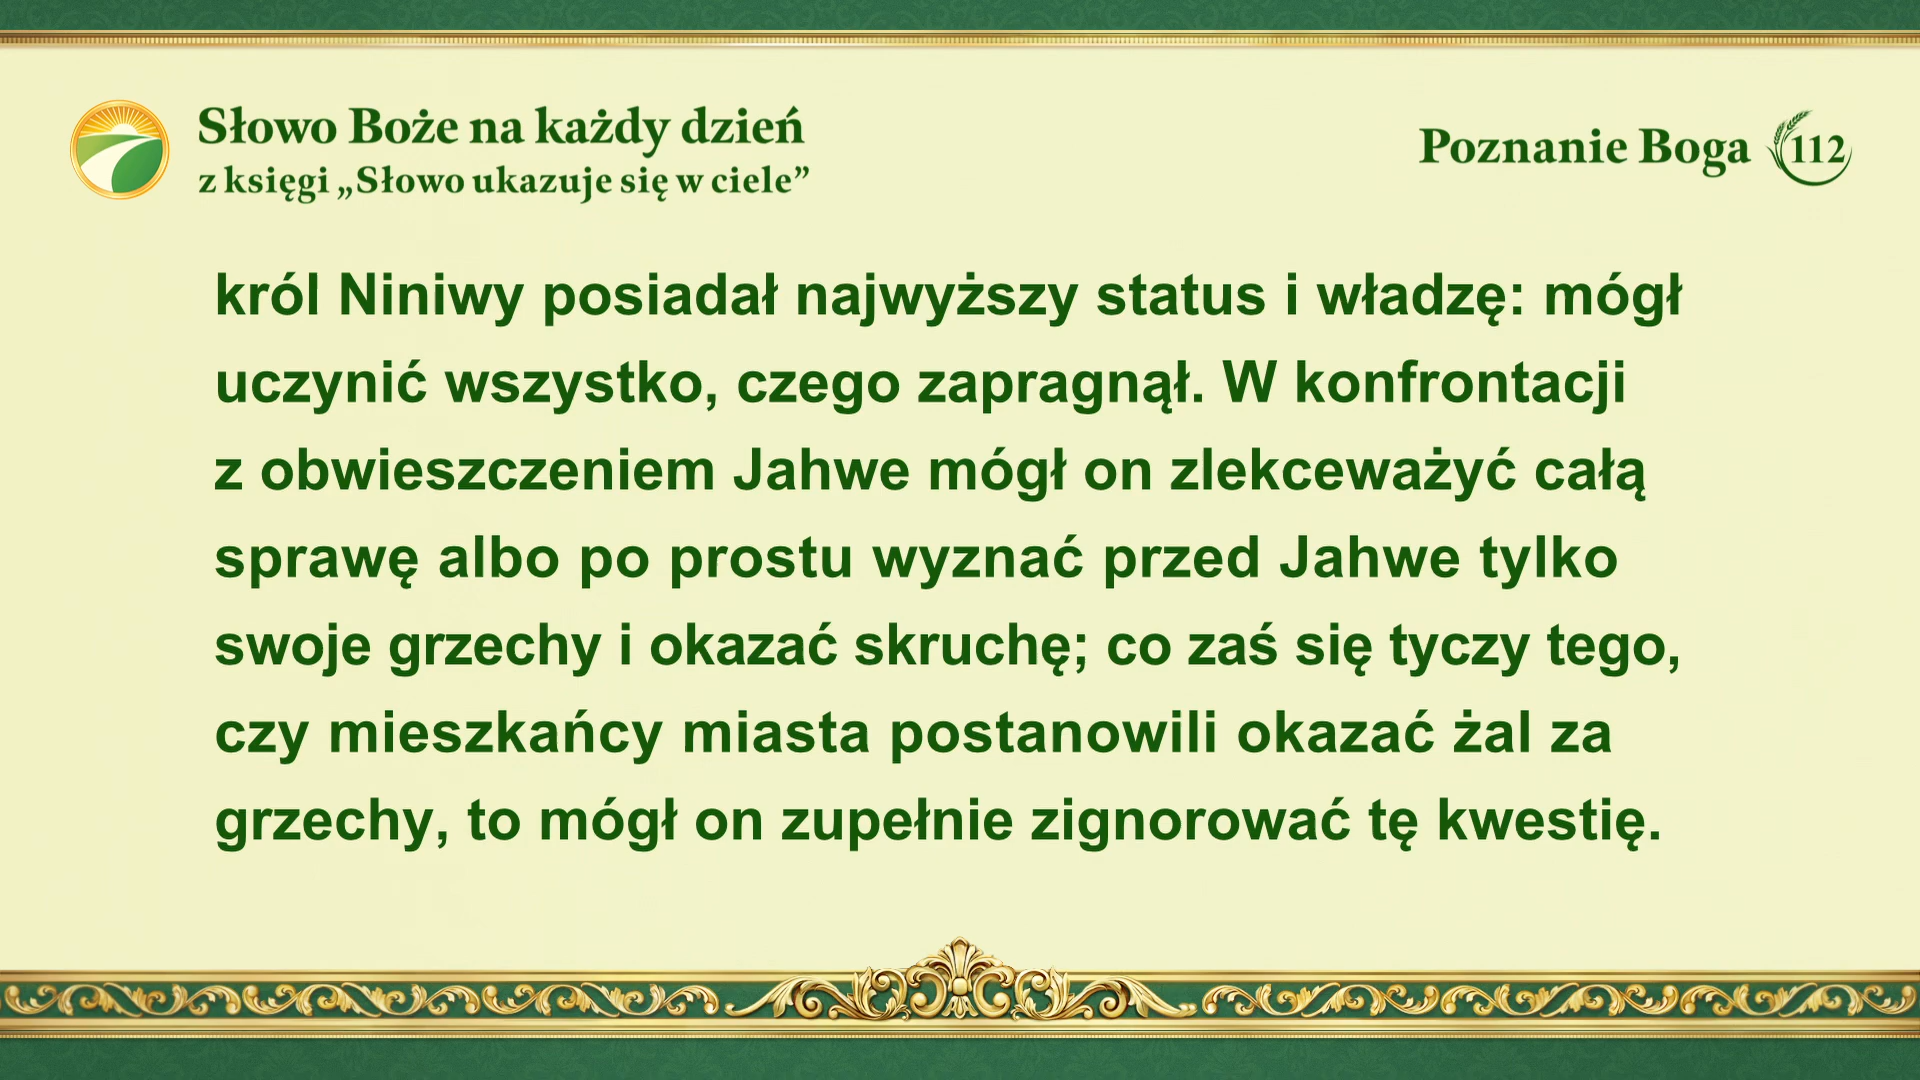 Słowo Boże na każdy dzień
z księgi „Słowo ukazuje się w ciele”
Poznanie Boga 112
król Niniwy posiadał najwyższy status i władzę: mógł
uczynić wszystko, czego zapragnął. W konfrontacji
z obwieszczeniem Jahwe mógł on zlekceważyć całą
sprawę albo po prostu wyznać przed Jahwe tylko
swoje grzechy i okazać skruchę; co zaś się tyczy tego,
czy mieszkańcy miasta postanowili okazać żal za
grzechy, to mógł on zupełnie zignorować tę kwestię.